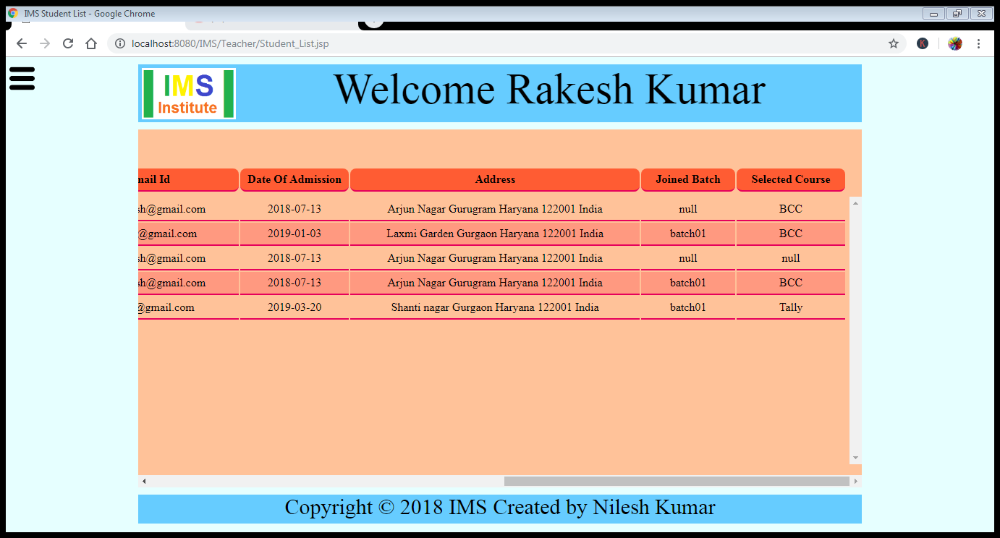 IMS Student List - Google Chrome
localhost:8080/IMS/Teacher/Student_List.jsp
IMS
Institute
Welcome Rakesh Kumar
mail Id Date Of Admission Address Joined Batch Selected Course
sh@gmail.com 2018-07-13 Arjun Nagar Gurugram Haryana 122001 India null BCC
@gmail.com 2019-01-03 Laxmi Garden Gurgaon Haryana 122001 India batch01 BCC
sh@gmail.com 2018-07-13 Arjun Nagar Gurugram Haryana 122001 India null null
sh@gmail.com 2018-07-13 Arjun Nagar Gurugram Haryana 122001 India batch01 BCC
@gmail.com 2019-03-20 Shanti nagar Gurgaon Haryana 122001 India batch01 Tally
Copyright © 2018 IMS Created by Nilesh Kumar